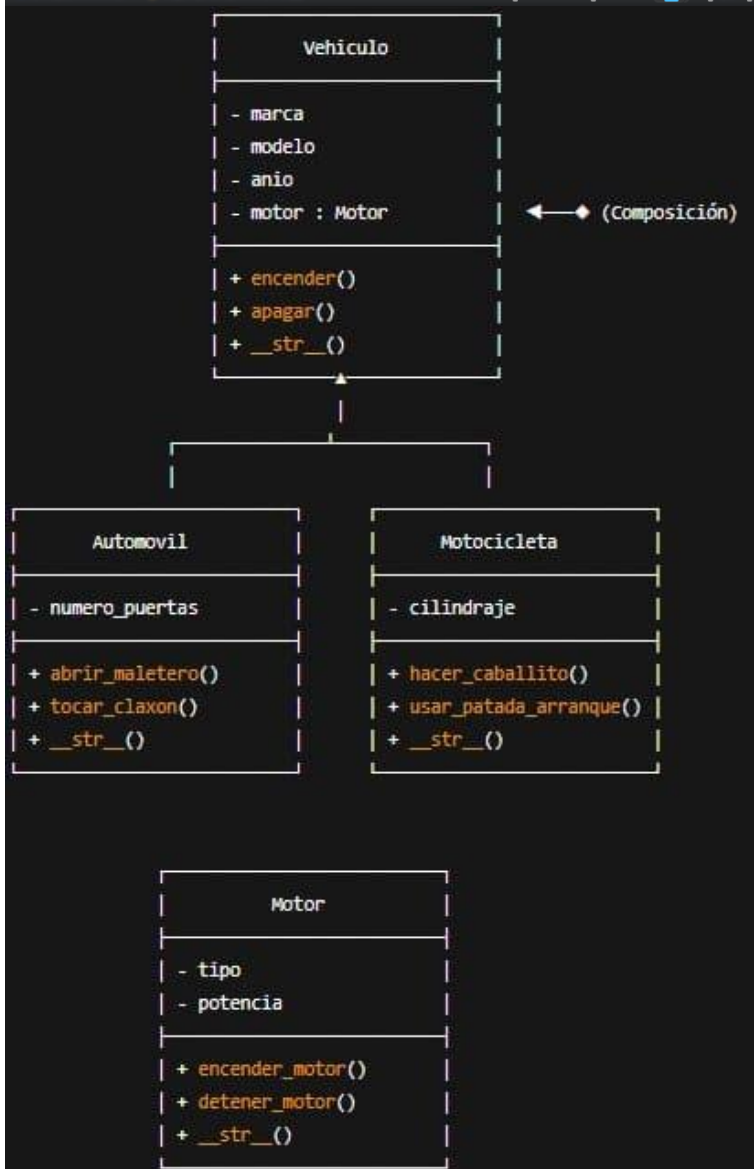 Vehiculo
- marca
- modelo
- anio
- motor : Motor
(Composición)
+ encender()
+ apagar()
+ __str__()
Automovil
- numero_puertas
+ abrir_maletero()
+ tocar_claxon()
+ __str__()
Motocicleta
- cilindraje
+ hacer_caballito()
+ usar_patada_arranque()
+ __str__()
Motor
- tipo
- potencia
+ encender_motor()
+ detener_motor()
+ __str__()